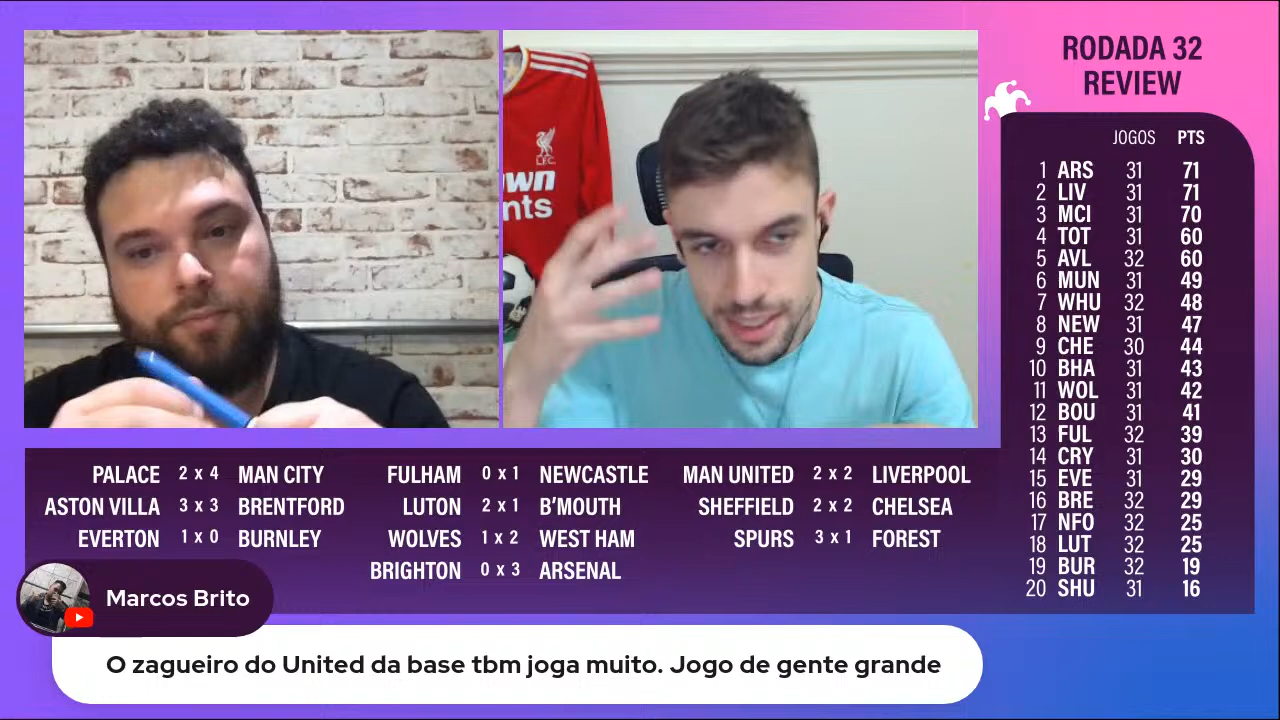 RODADA 32
REVIEW
L.F.C.
wn
nts
JOGOS PTS
1 ARS 31 71
2 LIV 31 71
3 MCI 31 70
4 TOT 31 60
5 AVL 32 60
6 MUN 31 49
7 WHU 32 48
8 NEW 31 47
9 CHE 30 44
10 BHA 31 43
11 WOL 31 42
12 BOU 31 41
13 FUL 32 39
14 CRY 31 30
15 EVE 31 29
16 BRE 32 29
17 NFO 32 25
18 LUT 32 25
19 BUR 32 19
20 SHU 31 16
PALACE 2 x 4 MAN CITY
ASTON VILLA 3 x 3 BRENTFORD
EVERTON 1 x 0 BURNLEY
FULHAM 0 x 1 NEWCASTLE
LUTON 2 x 1 B'MOUTH
WOLVES 1 x 2 WEST HAM
BRIGHTON 0 x 3 ARSENAL
MAN UNITED 2 x 2 LIVERPOOL
SHEFFIELD 2 x 2 CHELSEA
SPURS 3 x 1 FOREST
Marcos Brito
O zagueiro do United da base tbm joga muito. Jogo de gente grande